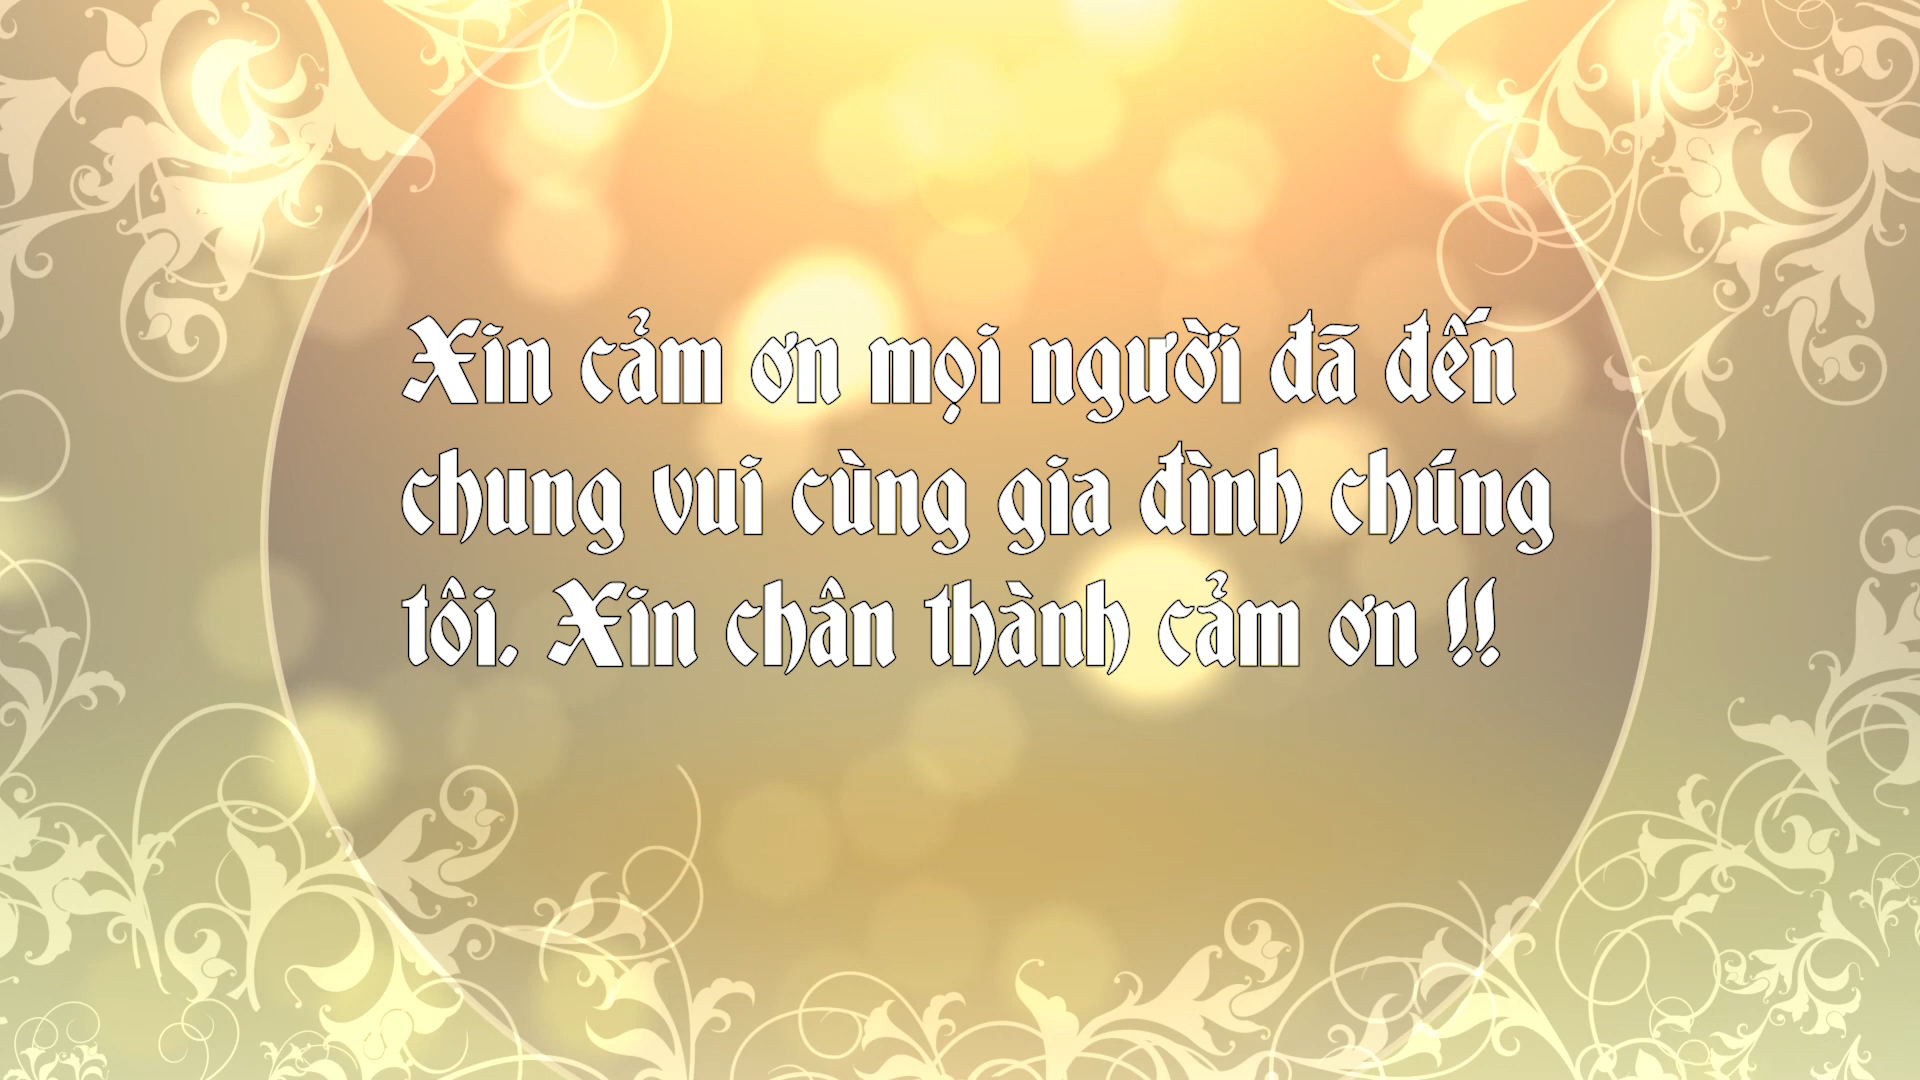 Xin cảm ơn mọi người đã đến
chung vui cùng gia đình chúng
tôi. Xin chân thành cảm ơn !!